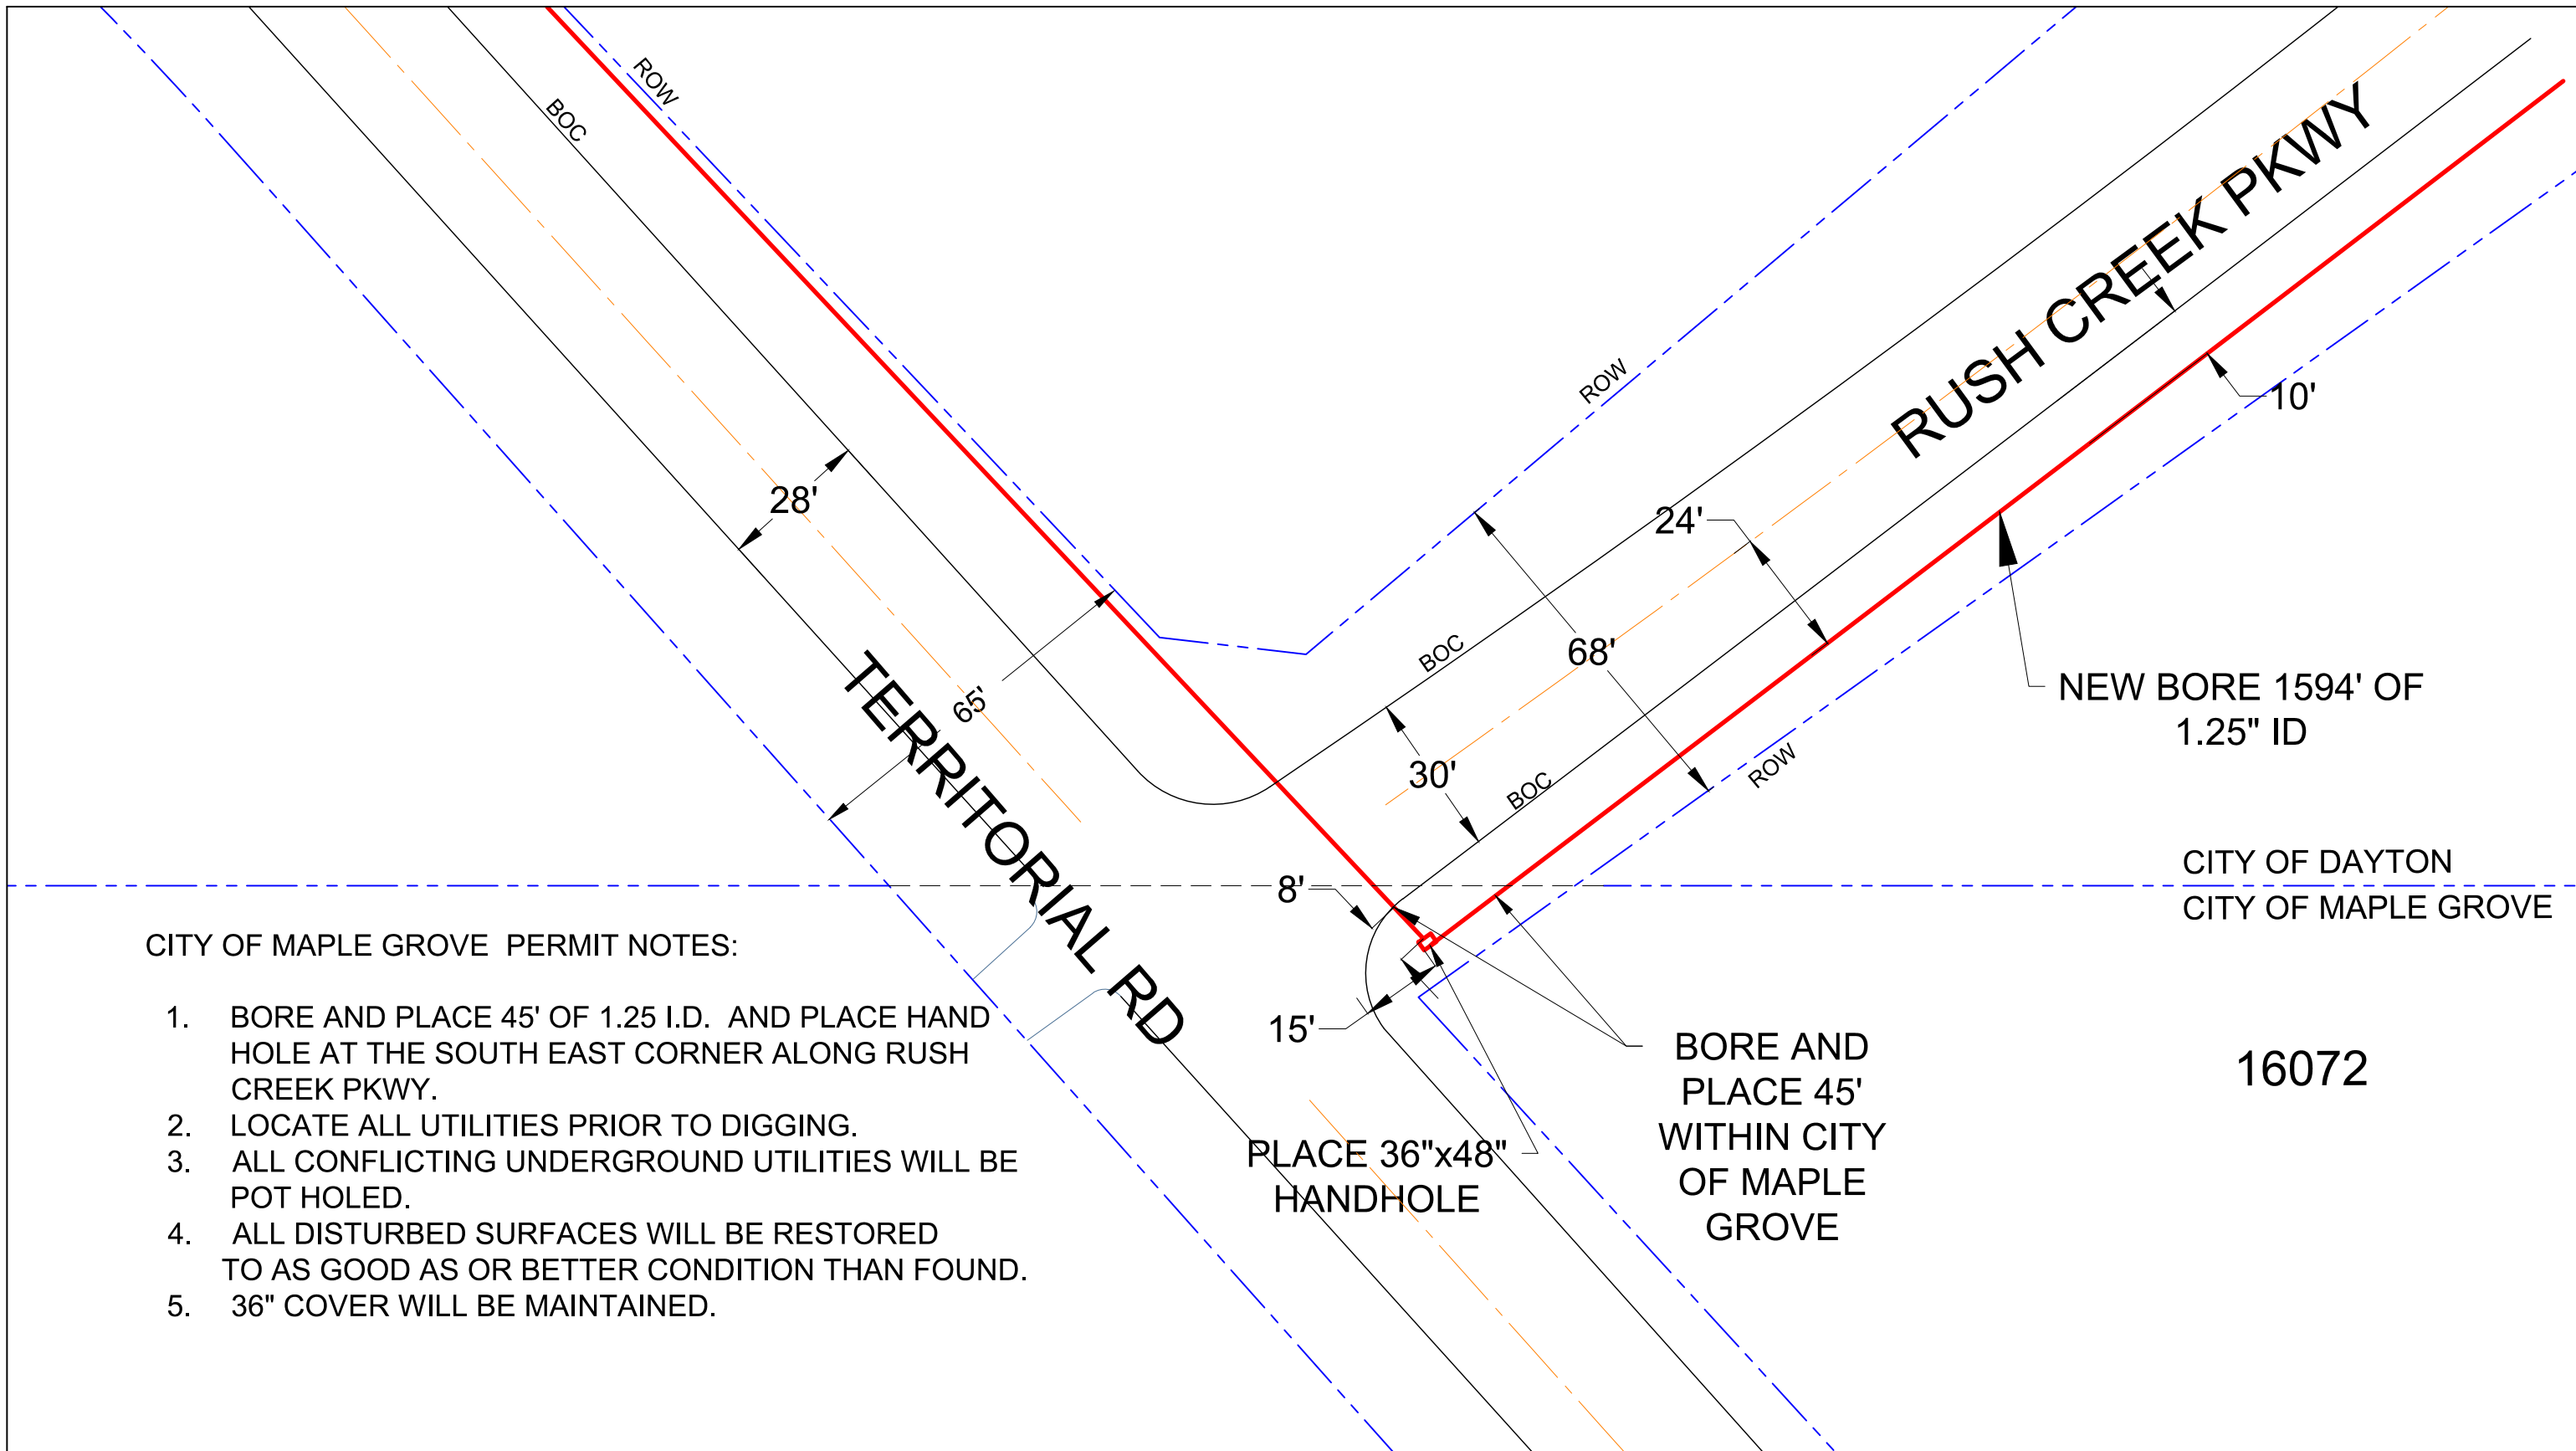 ROW
BOC
RUSH CREEK PKWY
ROW
10'
28'
24'
BOC
68'
65'
TERRITORIAL RD
NEW BORE 1594' OF
1.25" ID
ROW
30'
BOC
CITY OF DAYTON
8'
CITY OF MAPLE GROVE
CITY OF MAPLE GROVE PERMIT NOTES:
1. BORE AND PLACE 45' OF 1.25 I.D. AND PLACE HAND
HOLE AT THE SOUTH EAST CORNER ALONG RUSH
CREEK PKWY.
2. LOCATE ALL UTILITIES PRIOR TO DIGGING.
3. ALL CONFLICTING UNDERGROUND UTILITIES WILL BE
POT HOLED.
4. ALL DISTURBED SURFACES WILL BE RESTORED
TO AS GOOD AS OR BETTER CONDITION THAN FOUND.
5. 36" COVER WILL BE MAINTAINED.
15'
PLACE 36"x48"
HANDHOLE
BORE AND
PLACE 45'
WITHIN CITY
OF MAPLE
GROVE
16072